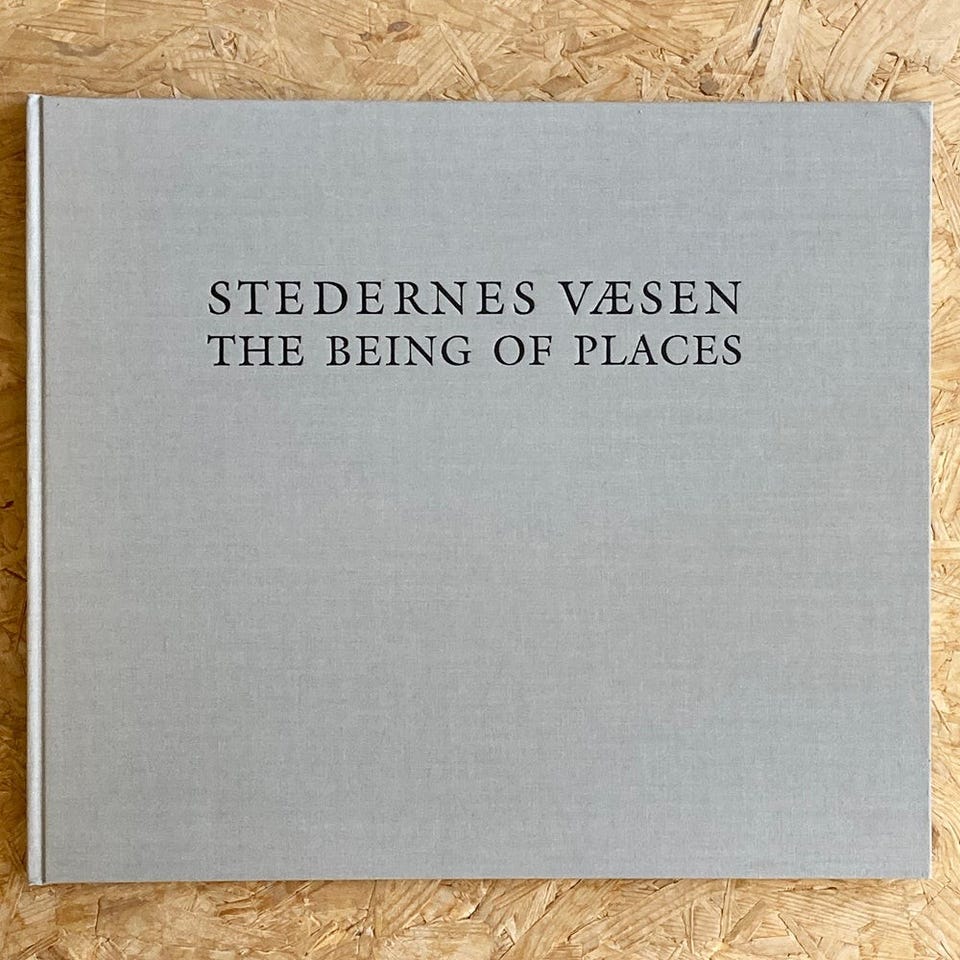 STEDERNES VÆSEN
THE BEING OF PLACES